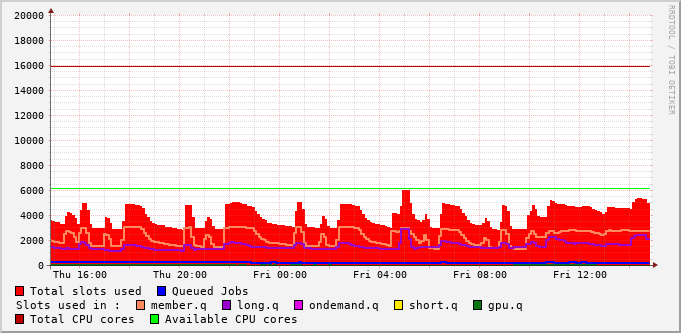 RRDTOOL / TOBI OETIKER
20000
18000
16000
14000
12000
10000
8000
6000
4000
2000
0
Thu 16:00 Thu 20:00 Fri 00:00 Fri 04:00 Fri 08:00 Fri 12:00
Total slots used Queued Jobs
Slots used in : member.q long.q ondemand.q short.q gpu.q
Total CPU cores Available CPU cores